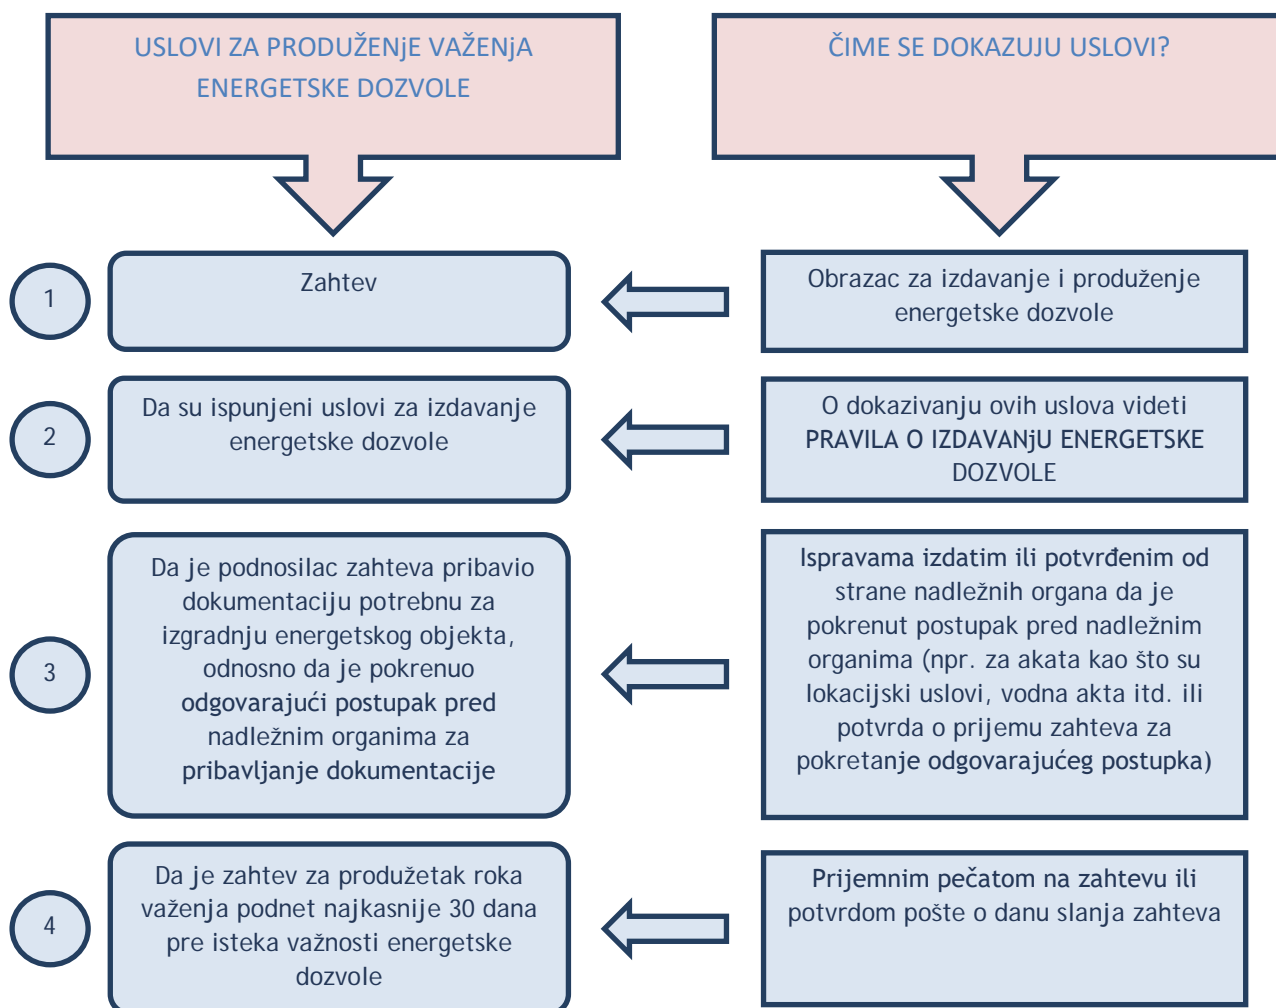 USLOVI ZA PRODUŽENjE VAŽENjA
ENERGETSKE DOZVOLE
ČIME SE DOKAZUJU USLOVI?
1
Zahtev
Obrazac za izdavanje i produženje
energetske dozvole
2
Da su ispunjeni uslovi za izdavanje
energetske dozvole
O dokazivanju ovih uslova videti
PRAVILA O IZDAVANjU ENERGETSKE
DOZVOLE
3
Da je podnosilac zahteva pribavio
dokumentaciju potrebnu za
izgradnju energetskog objekta,
odnosno da je pokrenuo
odgovarajući postupak pred
nadležnim organima za
pribavljanje dokumentacije
Ispravama izdatim ili potvrđenim od
strane nadležnih organa da je
pokrenut postupak pred nadležnim
organima (npr. za akata kao što su
lokacijski uslovi, vodna akta itd. ili
potvrda o prijemu zahteva za
pokretanje odgovarajućeg postupka)
4
Da je zahtev za produžetak roka
važenja podnet najkasnije 30 dana
pre isteka važnosti energetske
dozvole
Prijemnim pečatom na zahtevu ili
potvrdom pošte o danu slanja zahteva